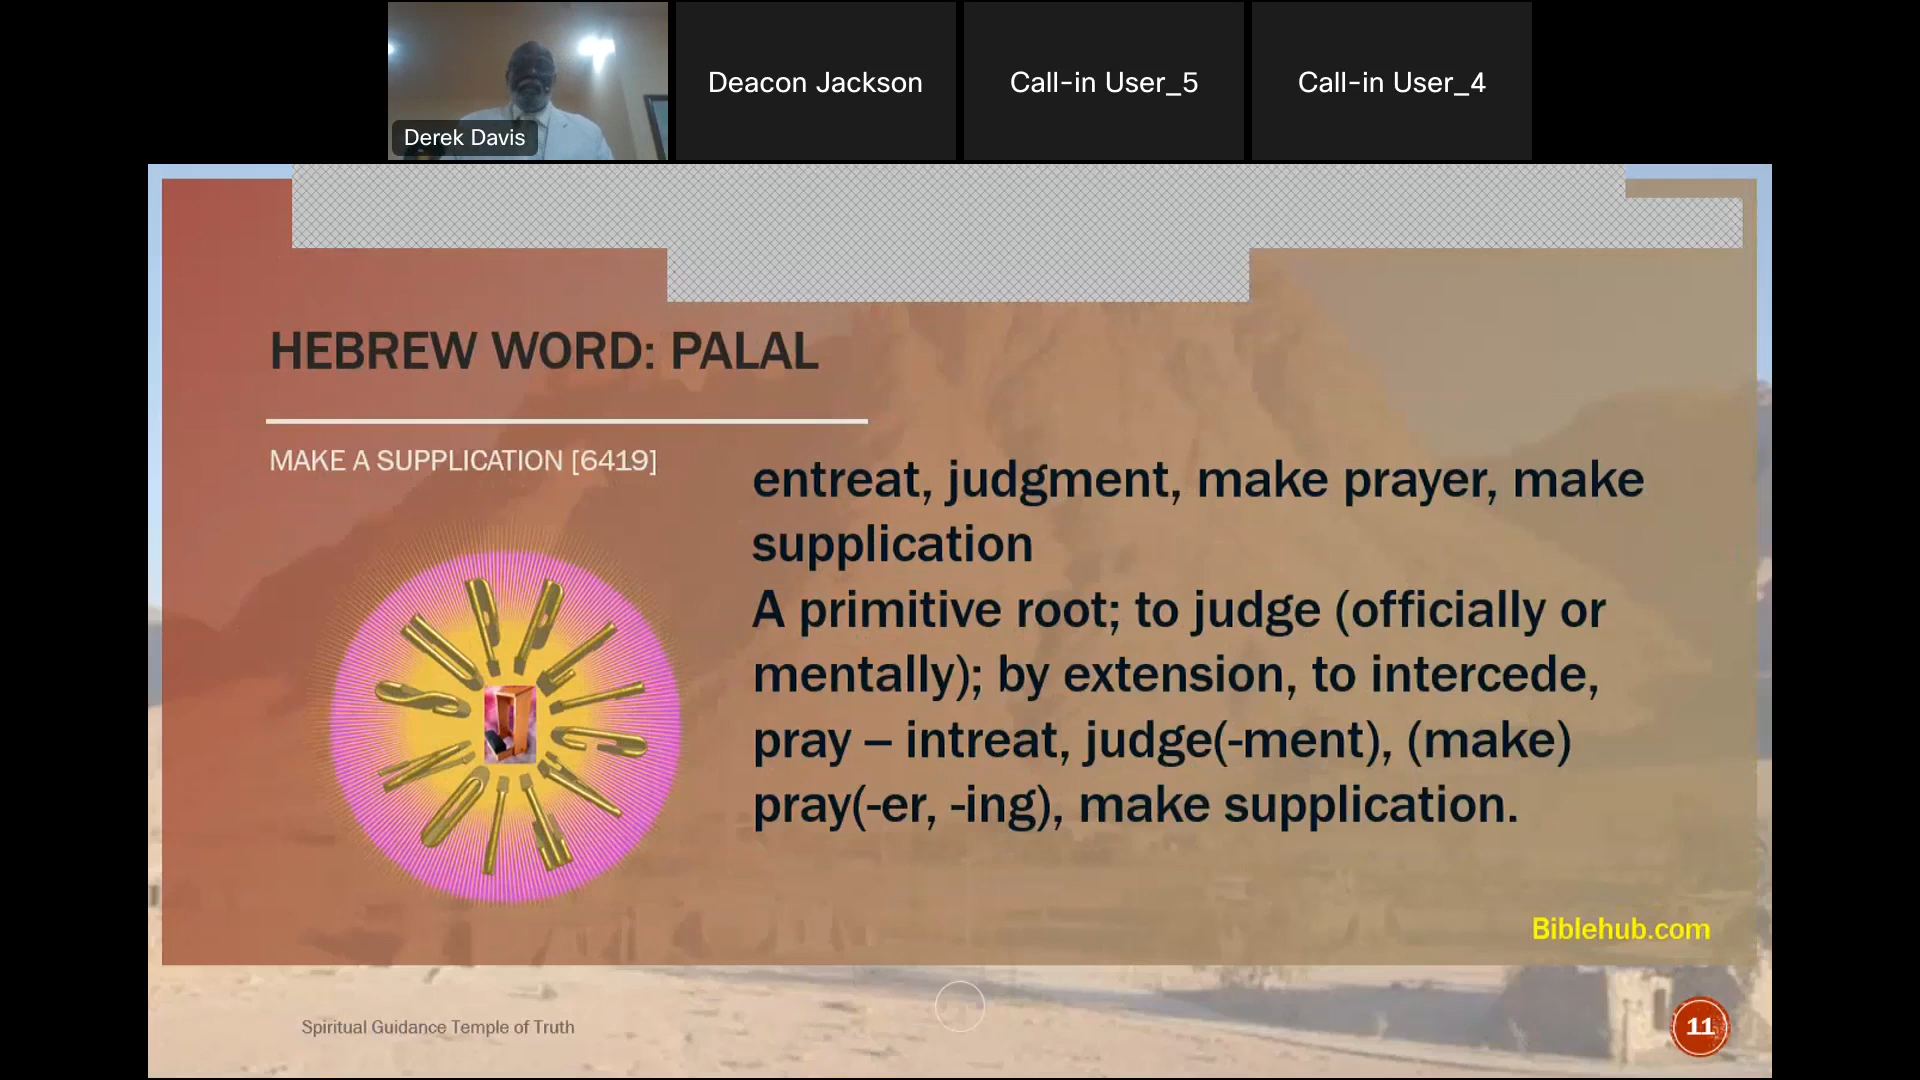 Derek Davis
Deacon Jackson
Call-in User_5
Call-in User_4
HEBREW WORD: PALAL
MAKE A SUPPLICATION [6419]
entreat, judgment, make prayer, make
supplication
A primitive root; to judge (officially or
mentally); by extension, to intercede,
pray – intreat, judge(-ment), (make)
pray(-er, -ing), make supplication.
Biblehub.com
Spiritual Guidance Temple of Truth
11